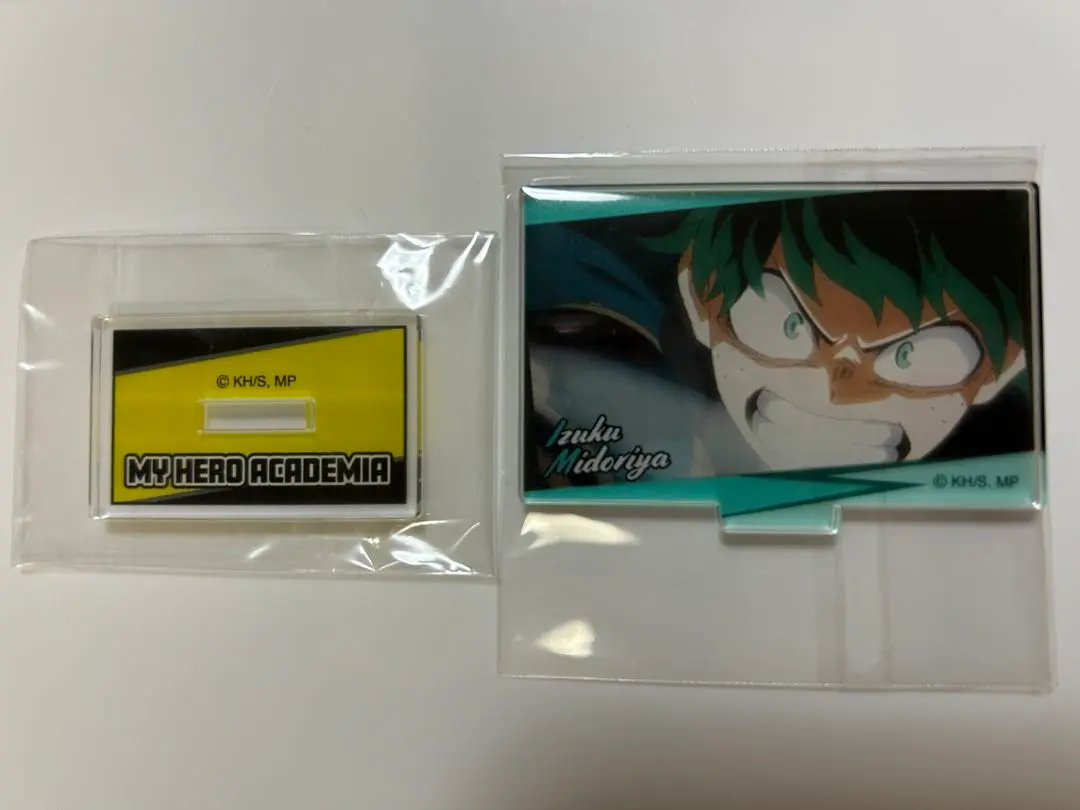 © KH/S, MP
MY HERO ACADEMIA
Izuku
Midoriya
© KH/S, MP